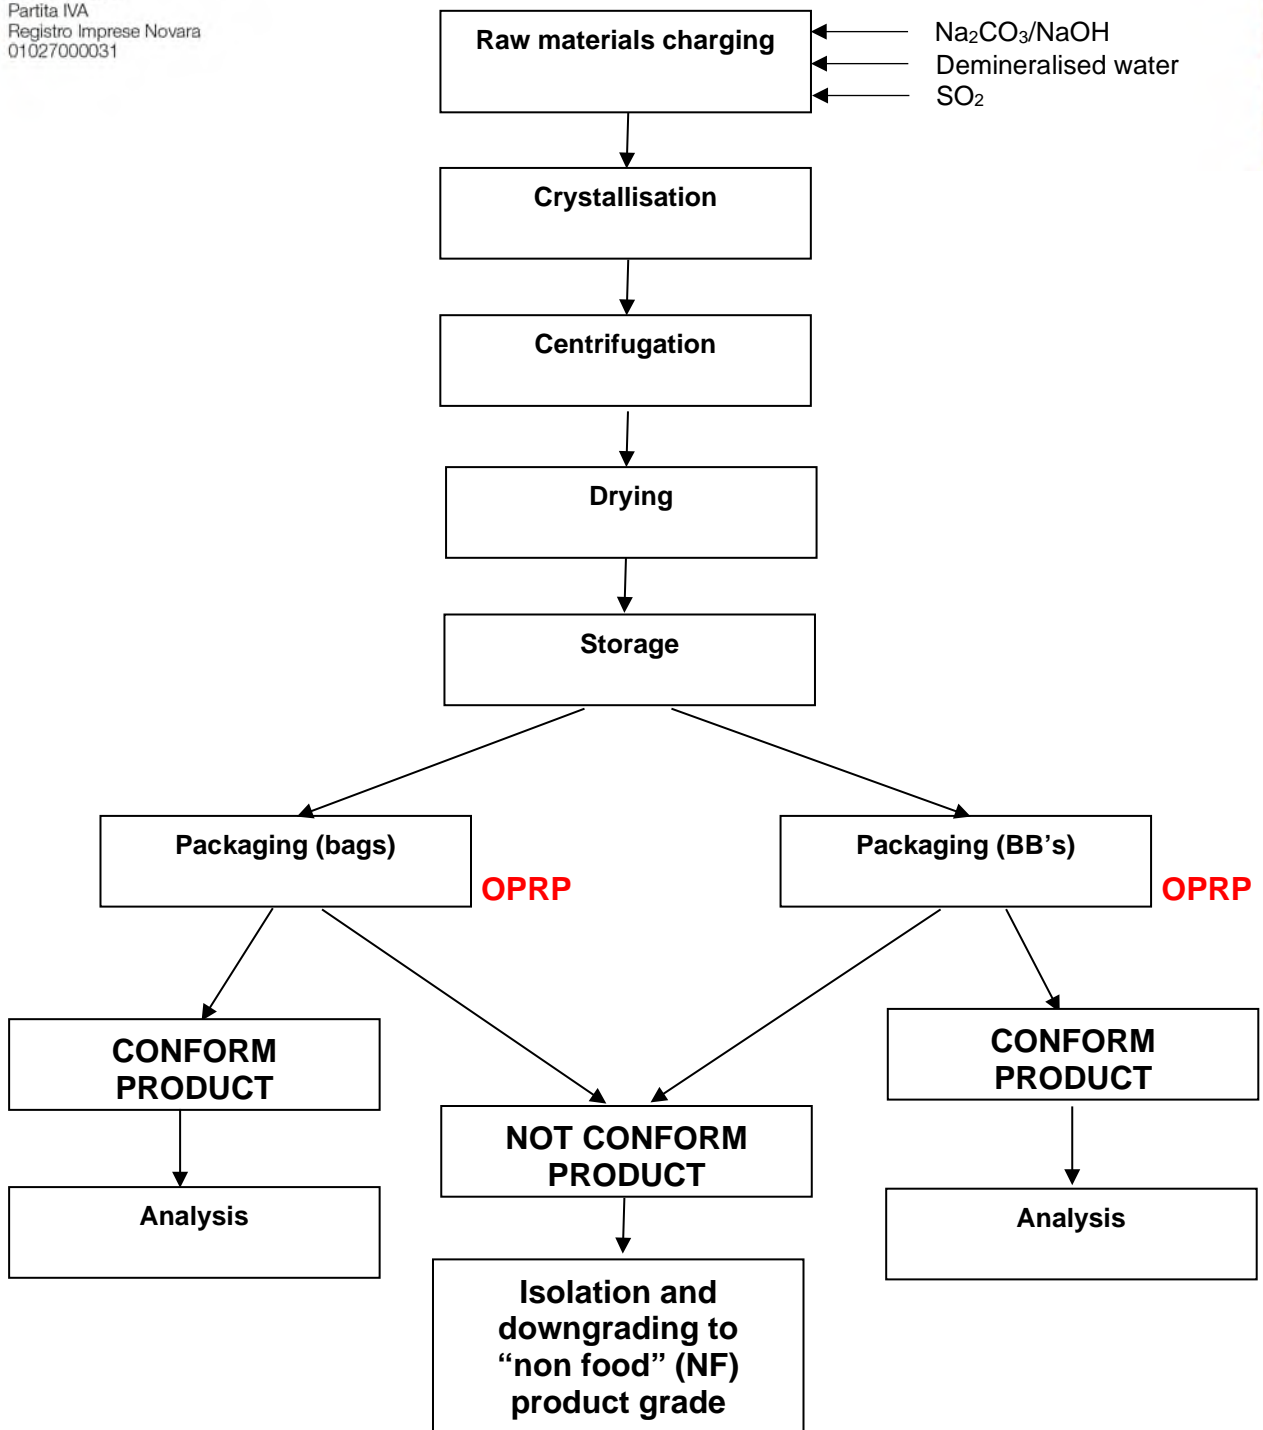 Partita IVA
Registro Imprese Novara
01027000031
Raw materials charging
Na₂CO₃/NaOH
Demineralised water
SO₂
Crystallisation
Centrifugation
Drying
Storage
Packaging (bags)
OPRP
Packaging (BB's)
OPRP
CONFORM
PRODUCT
CONFORM
PRODUCT
NOT CONFORM
PRODUCT
Analysis
Analysis
Isolation and
downgrading to
“non food” (NF)
product grade